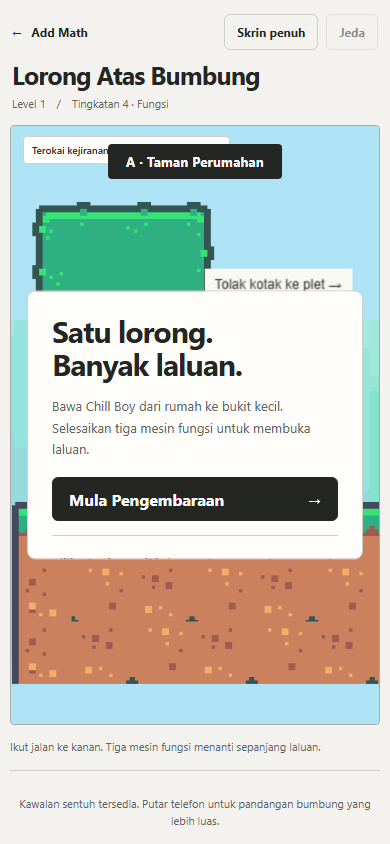 ← Add Math
Skrin penuh
Jeda
Lorong Atas Bumbung
Level 1 / Tingkatan 4 · Fungsi
Terokai kejiranan
A · Taman Perumahan
Tolak kotak ke plet →
Satu lorong.
Banyak laluan.
Bawa Chill Boy dari rumah ke bukit kecil.
Selesaikan tiga mesin fungsi untuk membuka
laluan.
Mula Pengembaraan →
Ikut jalan ke kanan. Tiga mesin fungsi menanti sepanjang laluan.
Kawalan sentuh tersedia. Putar telefon untuk pandangan bumbung yang
lebih luas.